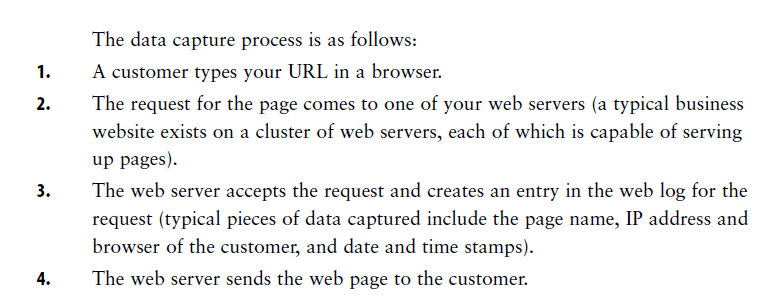 The data capture process is as follows:
1. A customer types your URL in a browser.
2. The request for the page comes to one of your web servers (a typical business
website exists on a cluster of web servers, each of which is capable of serving
up pages).
3. The web server accepts the request and creates an entry in the web log for the
request (typical pieces of data captured include the page name, IP address and
browser of the customer, and date and time stamps).
4. The web server sends the web page to the customer.